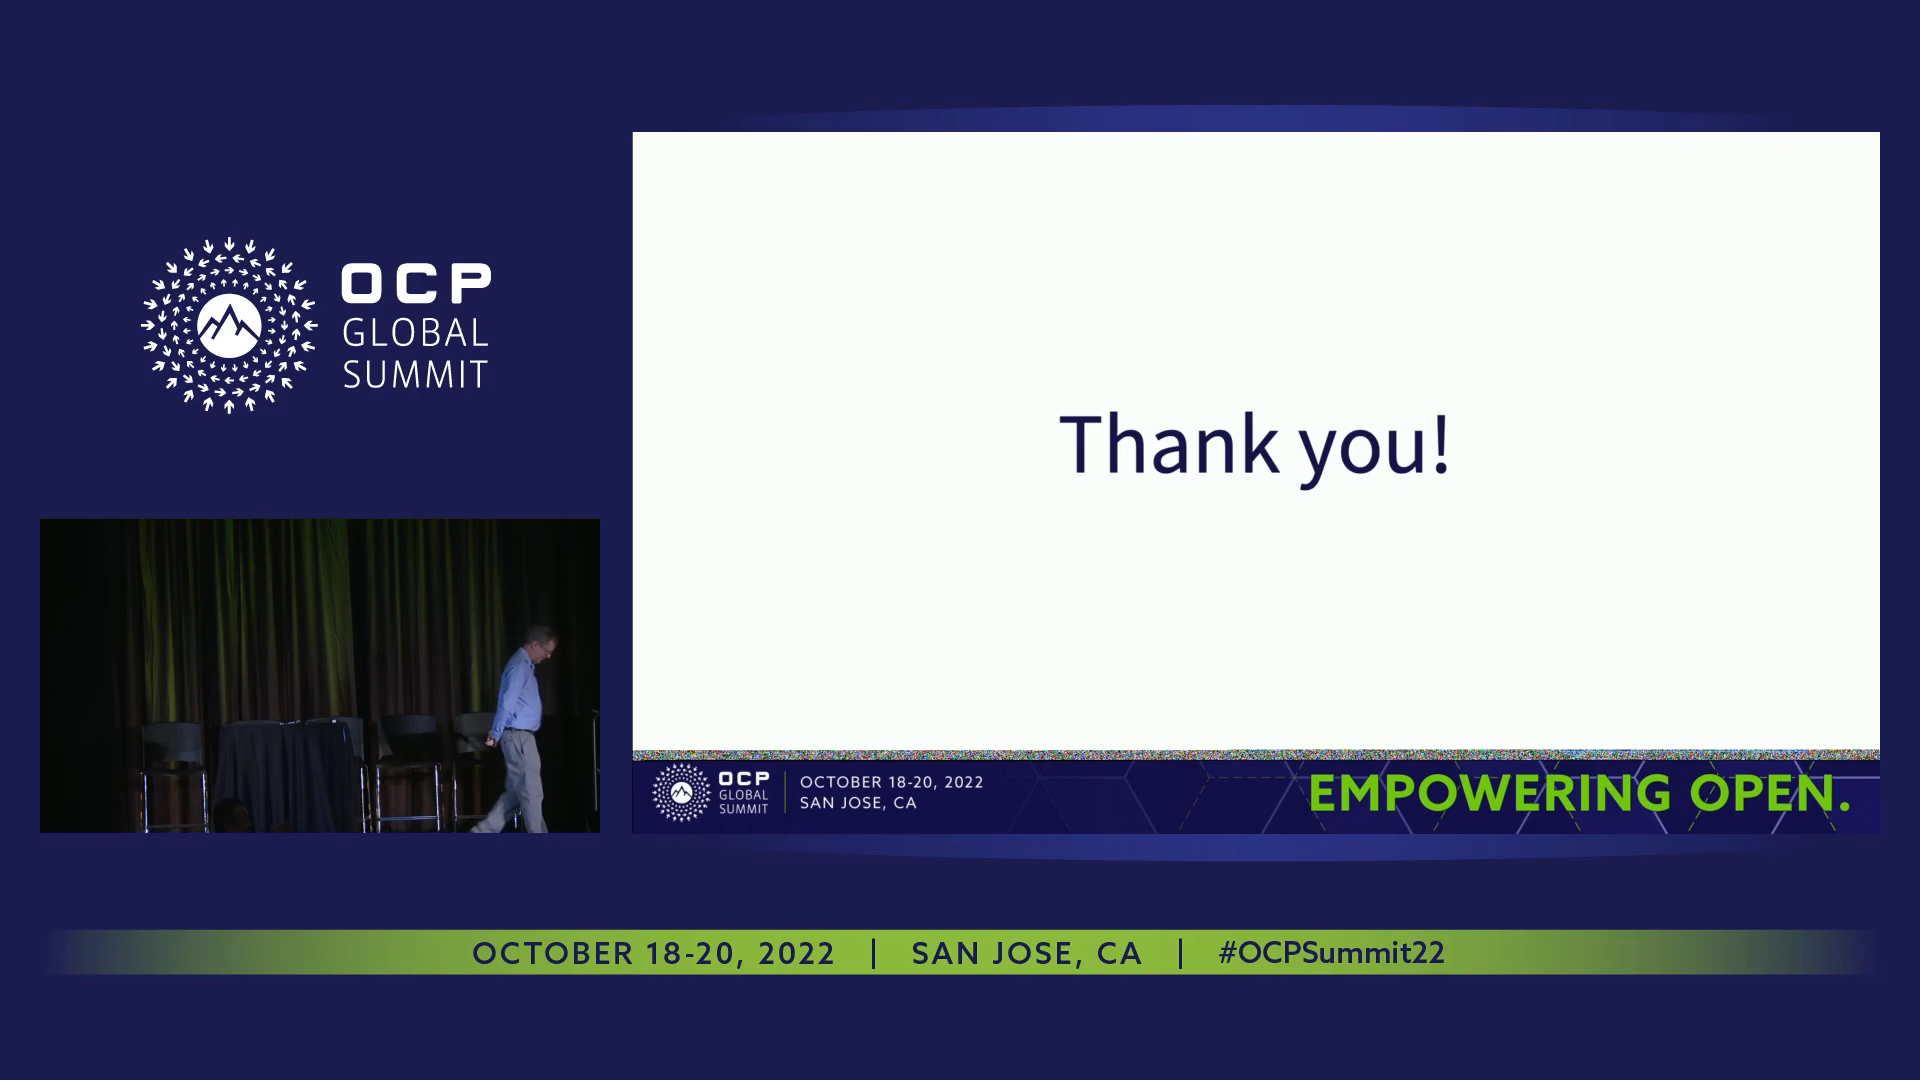 OCP
GLOBAL
SUMMIT
Thank you!
OCP
GLOBAL
SUMMIT
OCTOBER 18-20, 2022
SAN JOSE, CA
EMPOWERING OPEN.
OCTOBER 18-20, 2022 | SAN JOSE, CA | #OCPSummit22